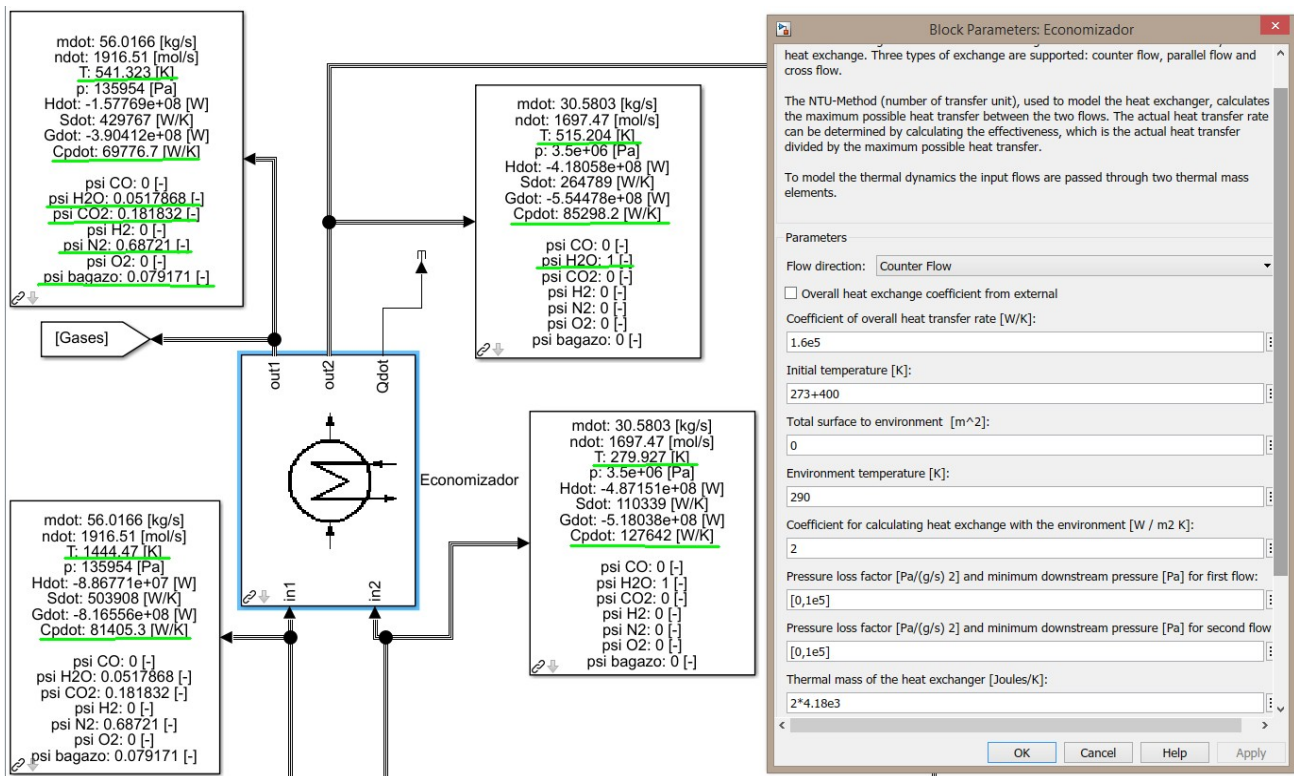 mdot: 56.0166 [kg/s]
ndot: 1916.51 [mol/s]
T: 541.323 [K]
p: 135954 [Pa]
Hdot: -1.57769e+08 [W]
Sdot: 429767 [W/K]
Gdot: -3.90412e+08 [W]
Cpdot: 69776.7 [W/K]
psi CO: 0 [-]
psi H2O: 0.0517868 [-]
psi CO2: 0.181832 [-]
psi H2: 0 [-]
psi N2: 0.68721 [-]
psi O2: 0 [-]
psi bagazo: 0.079171 [-]
mdot: 30.5803 [kg/s]
ndot: 1697.47 [mol/s]
T: 515.204 [K]
p: 3.5e+06 [Pa]
Hdot: -4.18058e+08 [W]
Sdot: 264789 [W/K]
Gdot: -5.54478e+08 [W]
Cpdot: 85298.2 [W/K]
psi CO: 0 [-]
psi H2O: 1 [-]
psi CO2: 0 [-]
psi H2: 0 [-]
psi N2: 0 [-]
psi O2: 0 [-]
psi bagazo: 0 [-]
[Gases]
out1
out2
Qdot
in1
in2
Economizador
mdot: 30.5803 [kg/s]
ndot: 1697.47 [mol/s]
T: 279.927 [K]
p: 3.5e+06 [Pa]
Hdot: -4.87151e+08 [W]
Sdot: 110339 [W/K]
Gdot: -5.18038e+08 [W]
Cpdot: 127642 [W/K]
psi CO: 0 [-]
psi H2O: 1 [-]
psi CO2: 0 [-]
psi H2: 0 [-]
psi N2: 0 [-]
psi O2: 0 [-]
psi bagazo: 0 [-]
mdot: 56.0166 [kg/s]
ndot: 1916.51 [mol/s]
T: 1444.47 [K]
p: 135954 [Pa]
Hdot: -8.86771e+07 [W]
Sdot: 503908 [W/K]
Gdot: -8.16556e+08 [W]
Cpdot: 81405.3 [W/K]
psi CO: 0 [-]
psi H2O: 0.0517868 [-]
psi CO2: 0.181832 [-]
psi H2: 0 [-]
psi N2: 0.68721 [-]
psi O2: 0 [-]
psi bagazo: 0.079171 [-]
Block Parameters: Economizador
heat exchange. Three types of exchange are supported: counter flow, parallel flow and
cross flow.
The NTU-Method (number of transfer unit), used to model the heat exchanger, calculates
the maximum possible heat transfer between the two flows. The actual heat transfer rate
can be determined by calculating the effectiveness, which is the actual heat transfer
divided by the maximum possible heat transfer.
To model the thermal dynamics the input flows are passed through two thermal mass
elements.
Parameters
Flow direction: Counter Flow
Overall heat exchange coefficient from external
Coefficient of overall heat transfer rate [W/K]:
1.6e5
Initial temperature [K]:
273+400
Total surface to environment [m^2]:
0
Environment temperature [K]:
290
Coefficient for calculating heat exchange with the environment [W / m2 K]:
2
Pressure loss factor [Pa/(g/s) 2] and minimum downstream pressure [Pa] for first flow:
[0,1e5]
Pressure loss factor [Pa/(g/s) 2] and minimum downstream pressure [Pa] for second flow
[0,1e5]
Thermal mass of the heat exchanger [Joules/K]:
2*4.18e3
OK Cancel Help Apply